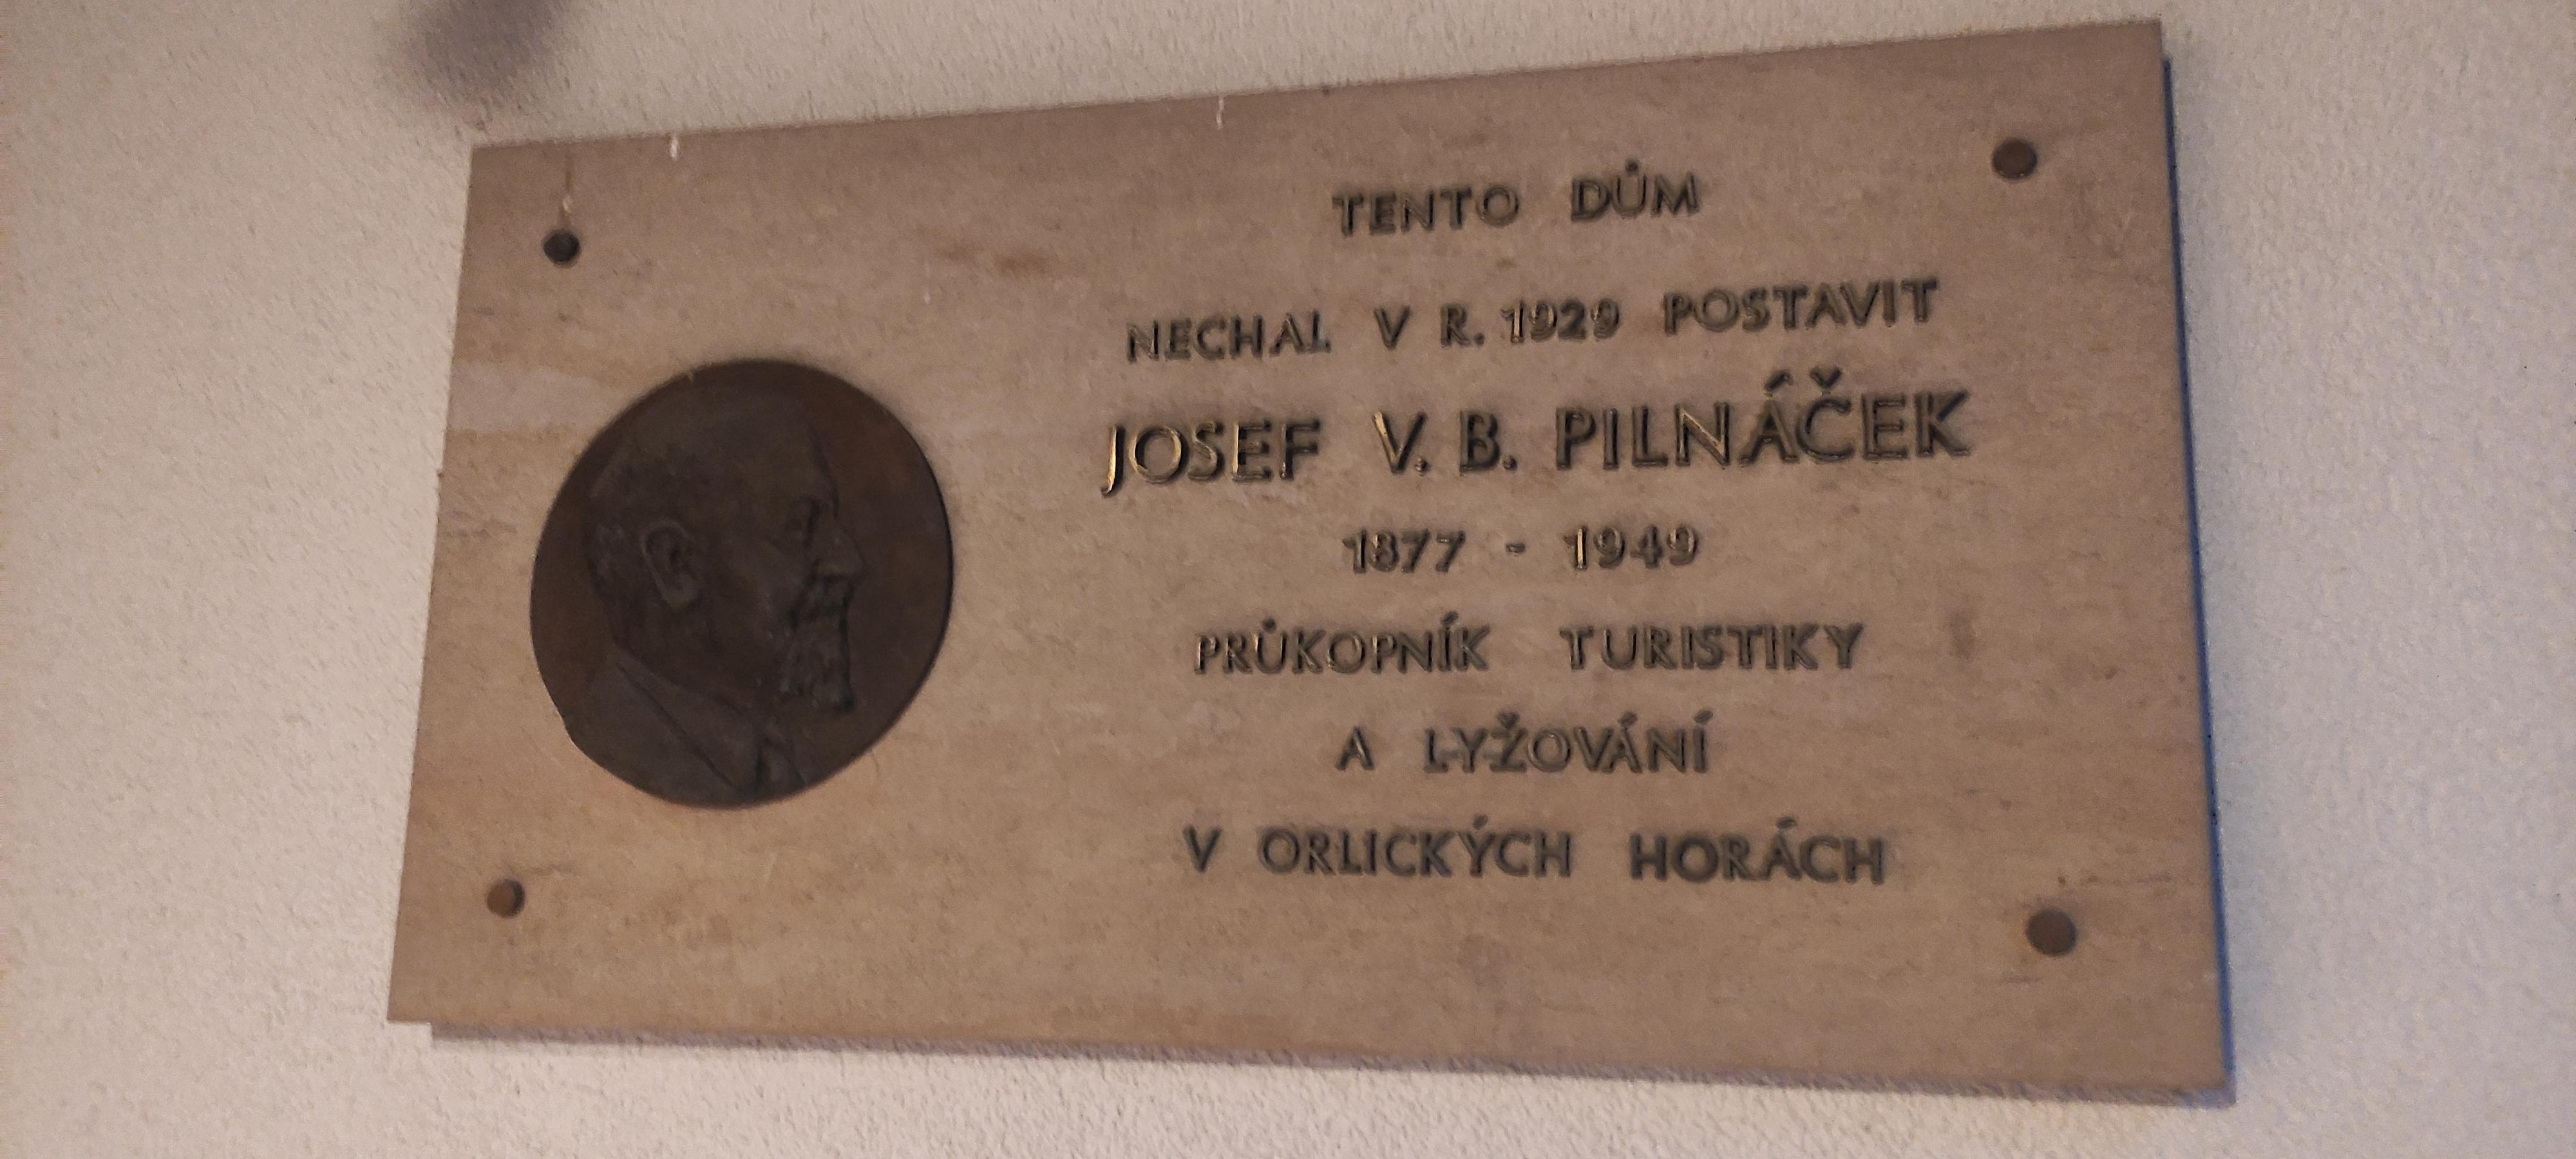 TENTO DŮM
NECHAL V R. 1929 POSTAVIT
JOSEF V. B. PILNÁČEK
1877 - 1949
PRŮKOPNÍK TURISTIKY
A LYŽOVÁNÍ
V ORLICKÝCH HORÁCH